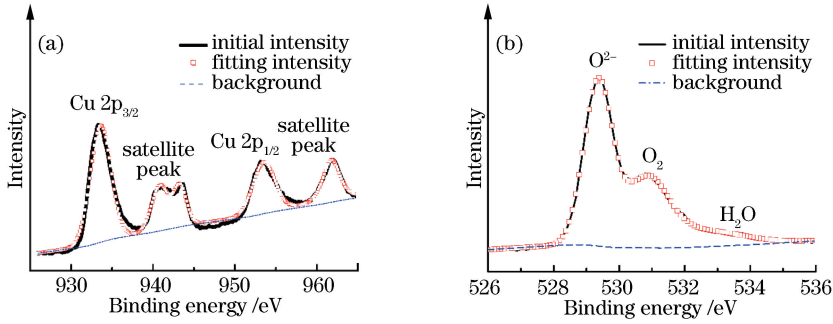 (a)
initial intensity
fitting intensity
background
Cu 2p3/2
satellite
peak
Cu 2p1/2
satellite
peak
Intensity
930 940 950 960
Binding energy /eV
(b)
initial intensity
fitting intensity
background
O2−
O2
H2O
Intensity
526 528 530 532 534 536
Binding energy /eV